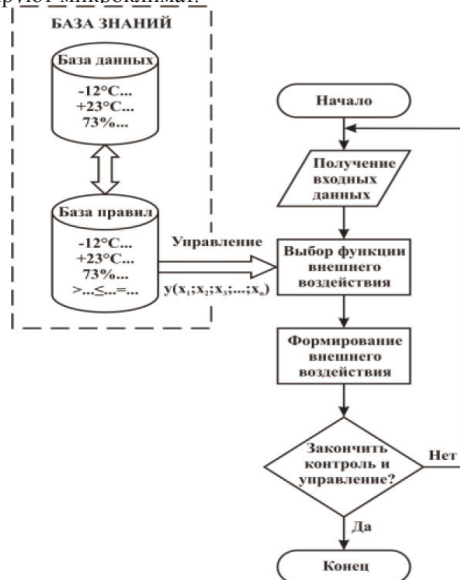 БАЗА ЗНАНИЙ
База данных
-12°C...
+23°C...
73%...
База правил
-12°C...
+23°C...
73%...
>...≤...=...
Управление
y(x₁;x₂;x₃;...;xₙ)
Начало
Получение
входных
данных
Выбор функции
внешнего
воздействия
Формирование
внешнего
воздействия
Закончить
контроль и
управление?
Нет
Да
Конец